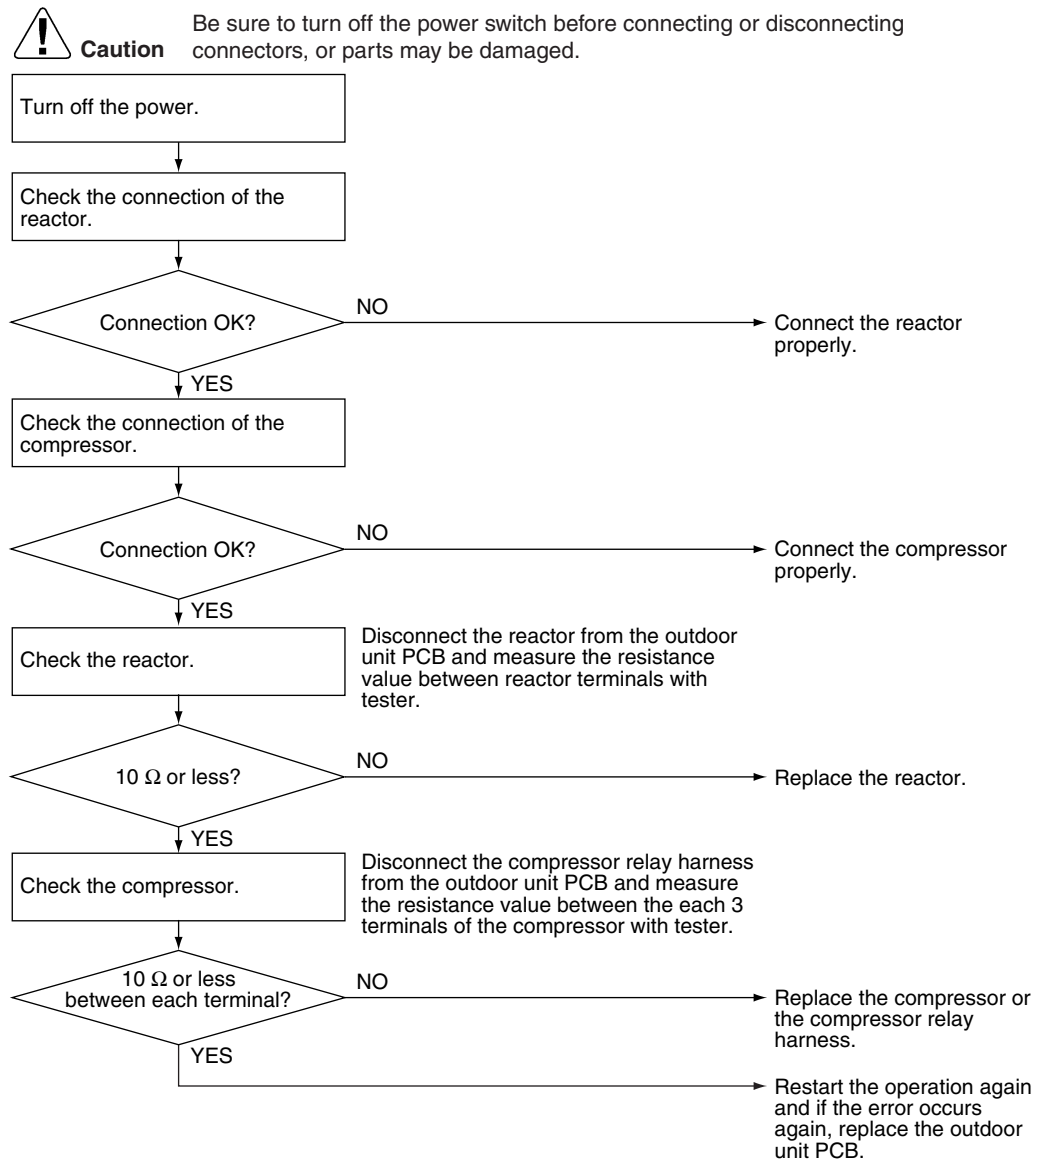 Be sure to turn off the power switch before connecting or disconnecting
Caution connectors, or parts may be damaged.
Turn off the power.
Check the connection of the
reactor.
Connection OK?
NO
Connect the reactor
properly.
YES
Check the connection of the
compressor.
Connection OK?
NO
Connect the compressor
properly.
YES
Check the reactor.
Disconnect the reactor from the outdoor
unit PCB and measure the resistance
value between reactor terminals with
tester.
10 Ω or less?
NO
Replace the reactor.
YES
Check the compressor.
Disconnect the compressor relay harness
from the outdoor unit PCB and measure
the resistance value between the each 3
terminals of the compressor with tester.
10 Ω or less
between each terminal?
NO
Replace the compressor or
the compressor relay
harness.
YES
Restart the operation again
and if the error occurs
again, replace the outdoor
unit PCB.